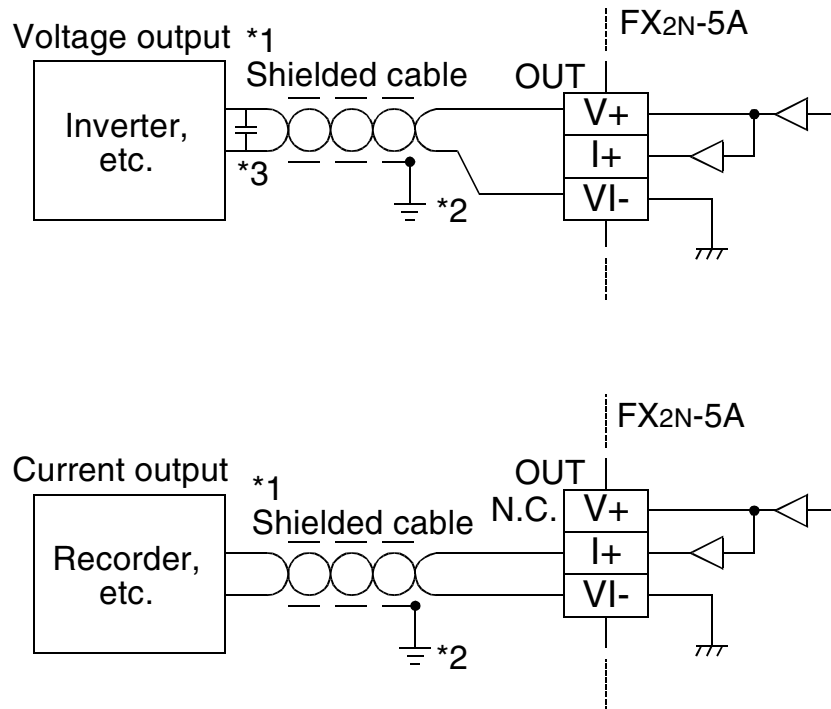 FX2N-5A
Voltage output *1
Shielded cable
OUT
Inverter,
etc.
V+
I+
VI-
*3
*2
FX2N-5A
Current output
*1
OUT
Shielded cable
N.C.
V+
Recorder,
etc.
I+
VI-
*2